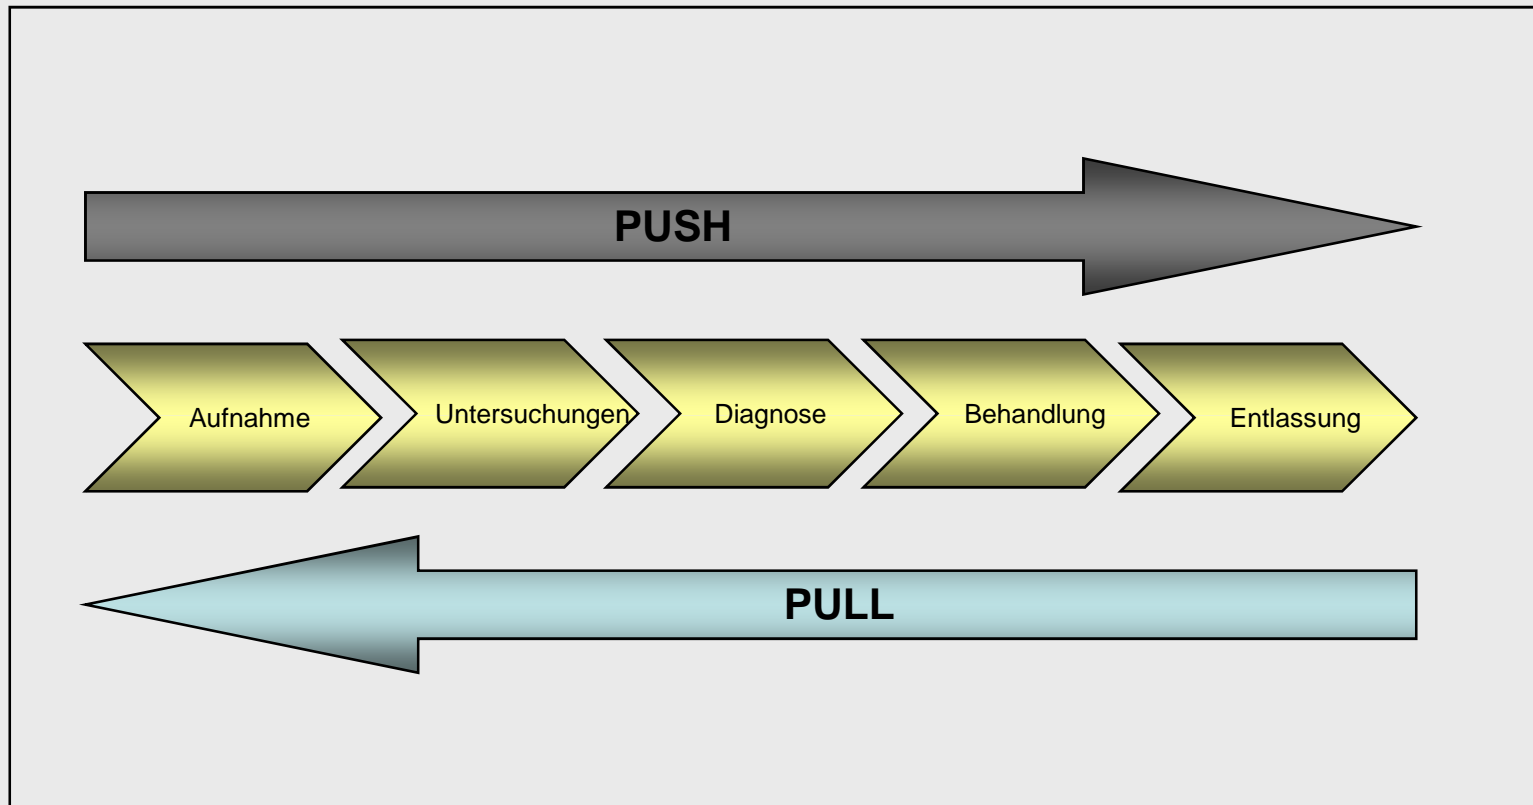 PUSH
Aufnahme
Untersuchungen
Diagnose
Behandlung
Entlassung
PULL